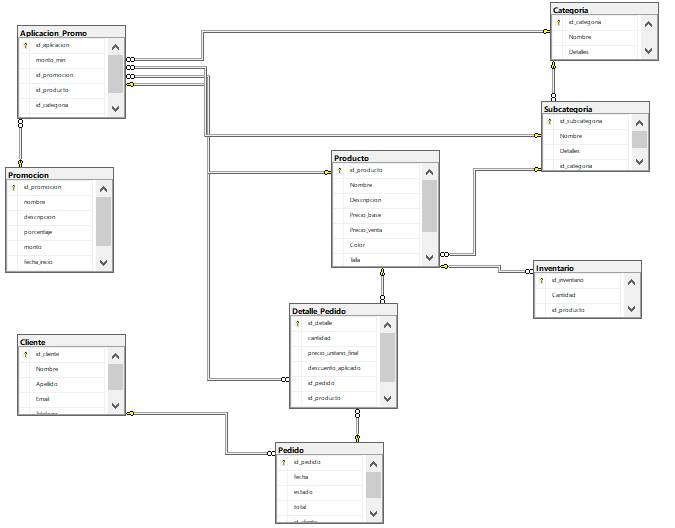 Aplicacion_Promo
id_aplicacion
monto_min
id_promocion
id_producto
id_categoria
Categoria
id_categoria
Nombre
Detalles
Subcategoria
id_subcategoria
Nombre
Detalles
id_categoria
Promocion
id_promocion
nombre
descripcion
porcentaje
monto
fecha_inicio
Producto
id_producto
Nombre
Descripcion
Precio_base
Precio_venta
Color
Talla
Inventario
id_inventario
Cantidad
id_producto
Detalle_Pedido
id_detalle
cantidad
precio_unitario_final
descuento_aplicado
id_pedido
id_producto
Cliente
id_cliente
Nombre
Apellido
Email
Pedido
id_pedido
fecha
estado
total
id_cliente